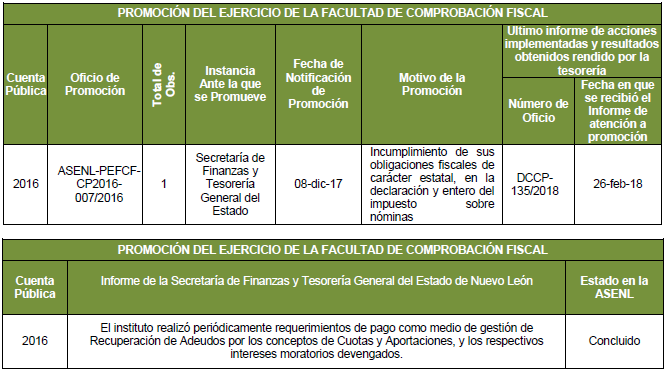 PROMOCIÓN DEL EJERCICIO DE LA FACULTAD DE COMPROBACIÓN FISCAL
Cuenta
Pública
Oficio de
Promoción
Total de
Obs.
Instancia
Ante la que
se Promueve
Fecha de
Notificación
de
Promoción
Motivo de la
Promoción
Ultimo informe de acciones
implementadas y resultados
obtenidos rendido por la
tesorería
Número de
Oficio
Fecha en que
se recibió el
Informe de
atención a
promoción
2016
ASENL-PEFCF-
CP2016-
007/2016
1
Secretaría de
Finanzas y
Tesorería
General del
Estado
08-dic-17
Incumplimiento de sus
obligaciones fiscales de
carácter estatal, en la
declaración y entero del
impuesto sobre
nóminas
DCCP-
135/2018
26-feb-18
PROMOCIÓN DEL EJERCICIO DE LA FACULTAD DE COMPROBACIÓN FISCAL
Cuenta
Pública
Informe de la Secretaría de Finanzas y Tesorería General del Estado de Nuevo León
Estado en la
ASENL
2016
El instituto realizó periódicamente requerimientos de pago como medio de gestión de
Recuperación de Adeudos por los conceptos de Cuotas y Aportaciones, y los respectivos
intereses moratorios devengados.
Concluido